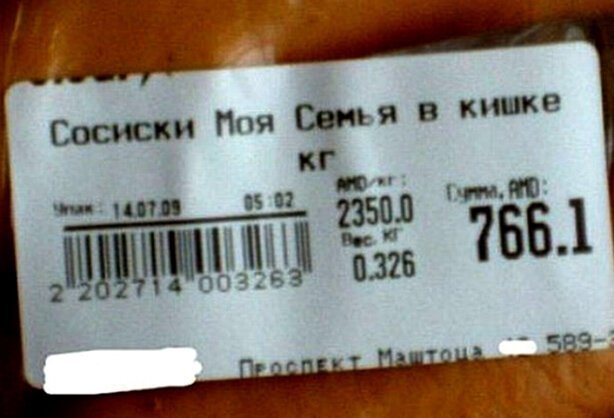 Сосиски Моя Семья в кишке
кг
Упак: 14.07.09 05:02
AMD/кг:
2350.0
Вес, КГ
0.326
Сумма, AMD:
766.1
2 202714 003263
Проспект Маштоца 589-